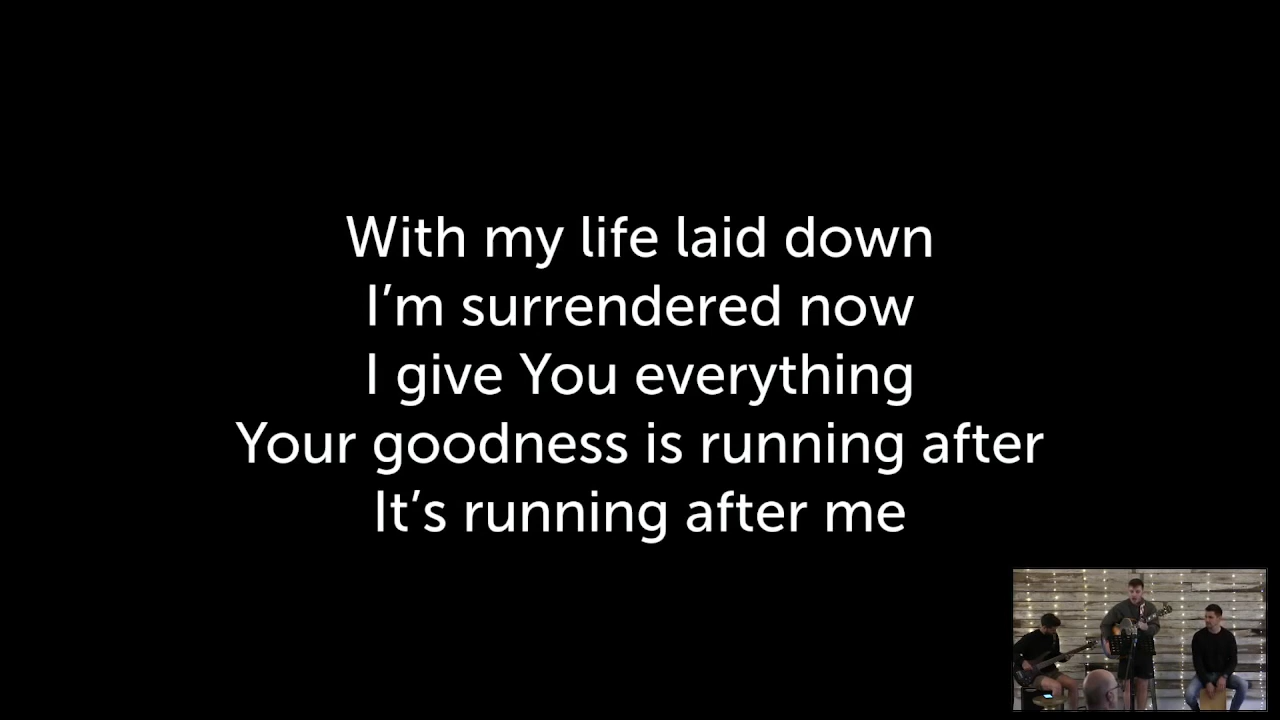 With my life laid down
I’m surrendered now
I give You everything
Your goodness is running after
It’s running after me